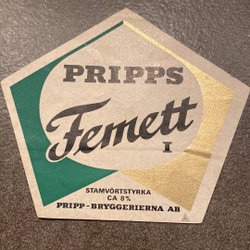 PRIPPS
Femett
I
STAMVÖRTSTYRKA
CA 8%
PRIPP-BRYGGERIERNA AB